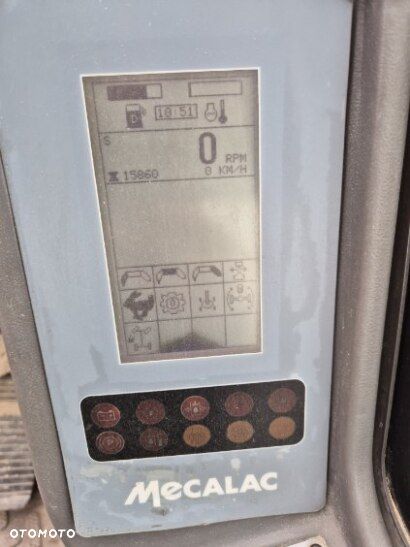 D
18:51
S
0 RPM
15860
0 KM/H
MECALAC
OTOMOTO